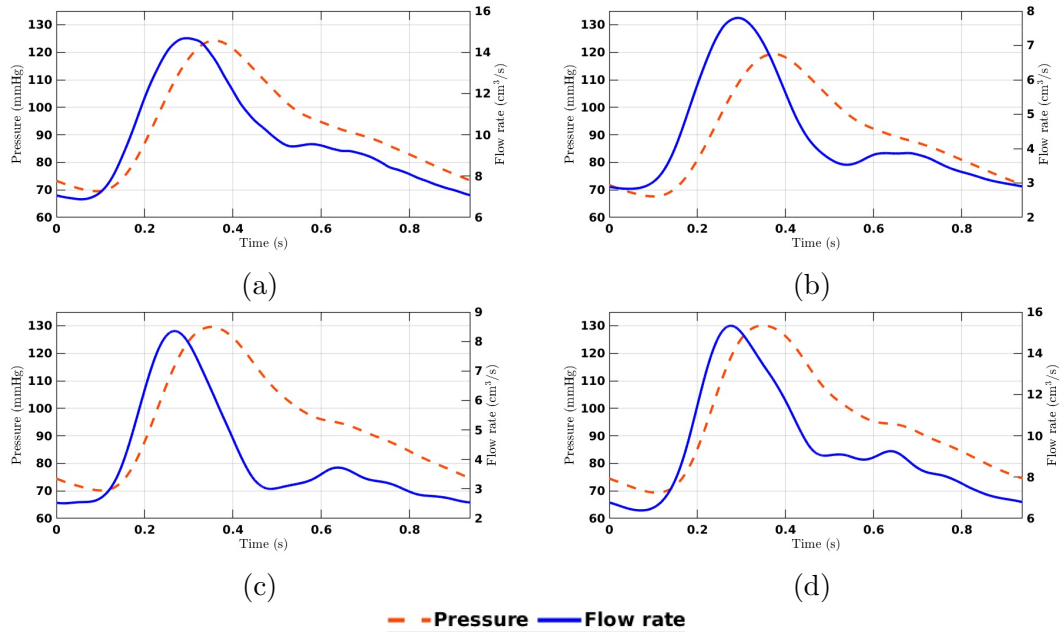 130 120 110 100 90 80 70 60
Pressure (mmHg)
16 14 12 10 8 6
Flow rate (cm³/s)
0 0.2 0.4 0.6 0.8
Time (s)
(a)
130 120 110 100 90 80 70 60
Pressure (mmHg)
8 7 6 5 4 3 2
Flow rate (cm³/s)
0 0.2 0.4 0.6 0.8
Time (s)
(b)
130 120 110 100 90 80 70 60
Pressure (mmHg)
9 8 7 6 5 4 3 2
Flow rate (cm³/s)
0 0.2 0.4 0.6 0.8
Time (s)
(c)
130 120 110 100 90 80 70 60
Pressure (mmHg)
16 14 12 10 8 6
Flow rate (cm³/s)
0 0.2 0.4 0.6 0.8
Time (s)
(d)
Pressure Flow rate